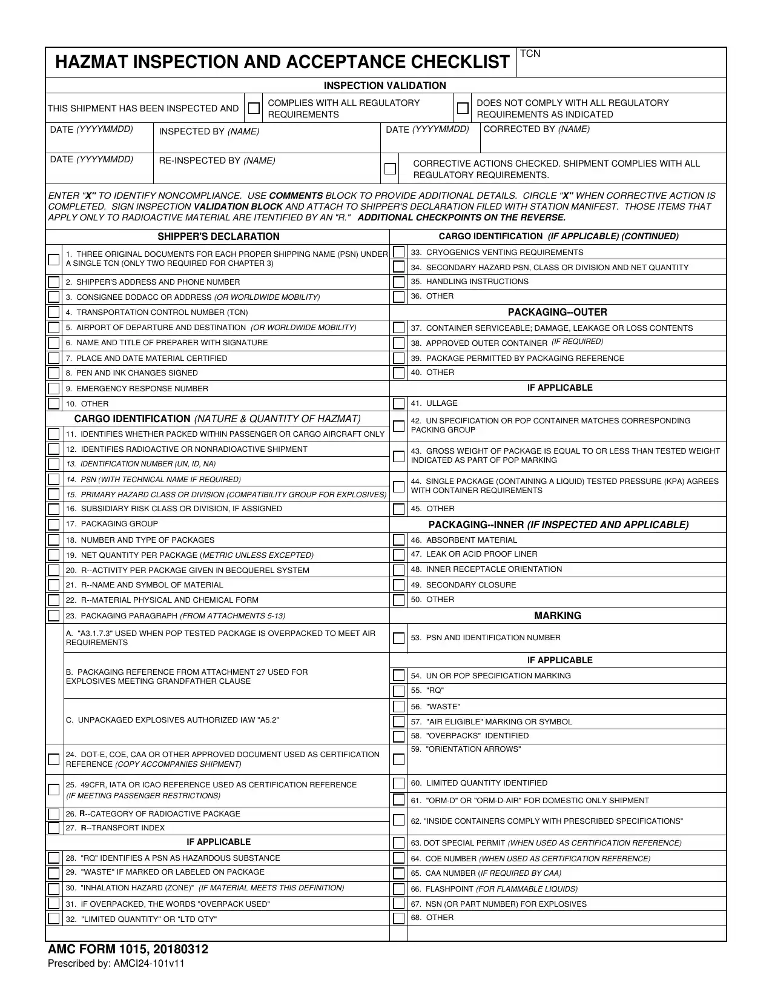 HAZMAT INSPECTION AND ACCEPTANCE CHECKLIST
TCN
INSPECTION VALIDATION
THIS SHIPMENT HAS BEEN INSPECTED AND
COMPLIES WITH ALL REGULATORY
REQUIREMENTS
DOES NOT COMPLY WITH ALL REGULATORY
REQUIREMENTS AS INDICATED
DATE (YYYYMMDD)
INSPECTED BY (NAME)
DATE (YYYYMMDD)
CORRECTED BY (NAME)
DATE (YYYYMMDD)
RE-INSPECTED BY (NAME)
CORRECTIVE ACTIONS CHECKED. SHIPMENT COMPLIES WITH ALL
REGULATORY REQUIREMENTS.
ENTER "X" TO IDENTIFY NONCOMPLIANCE. USE COMMENTS BLOCK TO PROVIDE ADDITIONAL DETAILS. CIRCLE "X" WHEN CORRECTIVE ACTION IS
COMPLETED. SIGN INSPECTION VALIDATION BLOCK AND ATTACH TO SHIPPER'S DECLARATION FILED WITH STATION MANIFEST. THOSE ITEMS THAT
APPLY ONLY TO RADIOACTIVE MATERIAL ARE ITENTIFIED BY AN "R." ADDITIONAL CHECKPOINTS ON THE REVERSE.
SHIPPER'S DECLARATION
1. THREE ORIGINAL DOCUMENTS FOR EACH PROPER SHIPPING NAME (PSN) UNDER
A SINGLE TCN (ONLY TWO REQUIRED FOR CHAPTER 3)
2. SHIPPER'S ADDRESS AND PHONE NUMBER
3. CONSIGNEE DODACC OR ADDRESS (OR WORLDWIDE MOBILITY)
4. TRANSPORTATION CONTROL NUMBER (TCN)
5. AIRPORT OF DEPARTURE AND DESTINATION (OR WORLDWIDE MOBILITY)
6. NAME AND TITLE OF PREPARER WITH SIGNATURE
7. PLACE AND DATE MATERIAL CERTIFIED
8. PEN AND INK CHANGES SIGNED
9. EMERGENCY RESPONSE NUMBER
10. OTHER
CARGO IDENTIFICATION (NATURE & QUANTITY OF HAZMAT)
11. IDENTIFIES WHETHER PACKED WITHIN PASSENGER OR CARGO AIRCRAFT ONLY
12. IDENTIFIES RADIOACTIVE OR NONRADIOACTIVE SHIPMENT
13. IDENTIFICATION NUMBER (UN, ID, NA)
14. PSN (WITH TECHNICAL NAME IF REQUIRED)
15. PRIMARY HAZARD CLASS OR DIVISION (COMPATIBILITY GROUP FOR EXPLOSIVES)
16. SUBSIDIARY RISK CLASS OR DIVISION, IF ASSIGNED
17. PACKAGING GROUP
18. NUMBER AND TYPE OF PACKAGES
19. NET QUANTITY PER PACKAGE (METRIC UNLESS EXCEPTED)
20. R--ACTIVITY PER PACKAGE GIVEN IN BECQUEREL SYSTEM
21. R--NAME AND SYMBOL OF MATERIAL
22. R--MATERIAL PHYSICAL AND CHEMICAL FORM
23. PACKAGING PARAGRAPH (FROM ATTACHMENTS 5-13)
A. "A3.1.7.3" USED WHEN POP TESTED PACKAGE IS OVERPACKED TO MEET AIR
REQUIREMENTS
B. PACKAGING REFERENCE FROM ATTACHMENT 27 USED FOR
EXPLOSIVES MEETING GRANDFATHER CLAUSE
C. UNPACKAGED EXPLOSIVES AUTHORIZED IAW "A5.2"
24. DOT-E, COE, CAA OR OTHER APPROVED DOCUMENT USED AS CERTIFICATION
REFERENCE (COPY ACCOMPANIES SHIPMENT)
25. 49CFR, IATA OR ICAO REFERENCE USED AS CERTIFICATION REFERENCE
(IF MEETING PASSENGER RESTRICTIONS)
26. R--CATEGORY OF RADIOACTIVE PACKAGE
27. R--TRANSPORT INDEX
IF APPLICABLE
28. "RQ" IDENTIFIES A PSN AS HAZARDOUS SUBSTANCE
29. "WASTE" IF MARKED OR LABELED ON PACKAGE
30. "INHALATION HAZARD (ZONE)" (IF MATERIAL MEETS THIS DEFINITION)
31. IF OVERPACKED, THE WORDS "OVERPACK USED"
32. "LIMITED QUANTITY" OR "LTD QTY"
CARGO IDENTIFICATION (IF APPLICABLE) (CONTINUED)
33. CRYOGENICS VENTING REQUIREMENTS
34. SECONDARY HAZARD PSN, CLASS OR DIVISION AND NET QUANTITY
35. HANDLING INSTRUCTIONS
36. OTHER
PACKAGING--OUTER
37. CONTAINER SERVICEABLE; DAMAGE, LEAKAGE OR LOSS CONTENTS
38. APPROVED OUTER CONTAINER (IF REQUIRED)
39. PACKAGE PERMITTED BY PACKAGING REFERENCE
40. OTHER
IF APPLICABLE
41. ULLAGE
42. UN SPECIFICATION OR POP CONTAINER MATCHES CORRESPONDING
PACKING GROUP
43. GROSS WEIGHT OF PACKAGE IS EQUAL TO OR LESS THAN TESTED WEIGHT
INDICATED AS PART OF POP MARKING
44. SINGLE PACKAGE (CONTAINING A LIQUID) TESTED PRESSURE (KPA) AGREES
WITH CONTAINER REQUIREMENTS
45. OTHER
PACKAGING--INNER (IF INSPECTED AND APPLICABLE)
46. ABSORBENT MATERIAL
47. LEAK OR ACID PROOF LINER
48. INNER RECEPTACLE ORIENTATION
49. SECONDARY CLOSURE
50. OTHER
MARKING
53. PSN AND IDENTIFICATION NUMBER
IF APPLICABLE
54. UN OR POP SPECIFICATION MARKING
55. "RQ"
56. "WASTE"
57. "AIR ELIGIBLE" MARKING OR SYMBOL
58. "OVERPACKS" IDENTIFIED
59. "ORIENTATION ARROWS"
60. LIMITED QUANTITY IDENTIFIED
61. "ORM-D" OR "ORM-D-AIR" FOR DOMESTIC ONLY SHIPMENT
62. "INSIDE CONTAINERS COMPLY WITH PRESCRIBED SPECIFICATIONS"
63. DOT SPECIAL PERMIT (WHEN USED AS CERTIFICATION REFERENCE)
64. COE NUMBER (WHEN USED AS CERTIFICATION REFERENCE)
65. CAA NUMBER (IF REQUIRED BY CAA)
66. FLASHPOINT (FOR FLAMMABLE LIQUIDS)
67. NSN (OR PART NUMBER) FOR EXPLOSIVES
68. OTHER
AMC FORM 1015, 20180312
Prescribed by: AMCI24-101v11